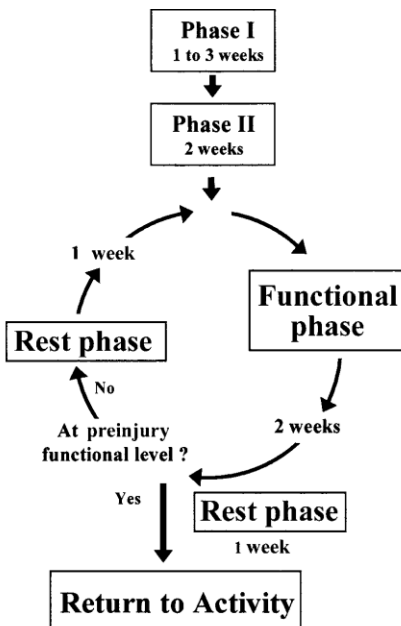 Phase I
1 to 3 weeks
Phase II
2 weeks
1 week
Functional
phase
Rest phase
No
2 weeks
At preinjury
functional level ?
Yes
Rest phase
1 week
Return to Activity